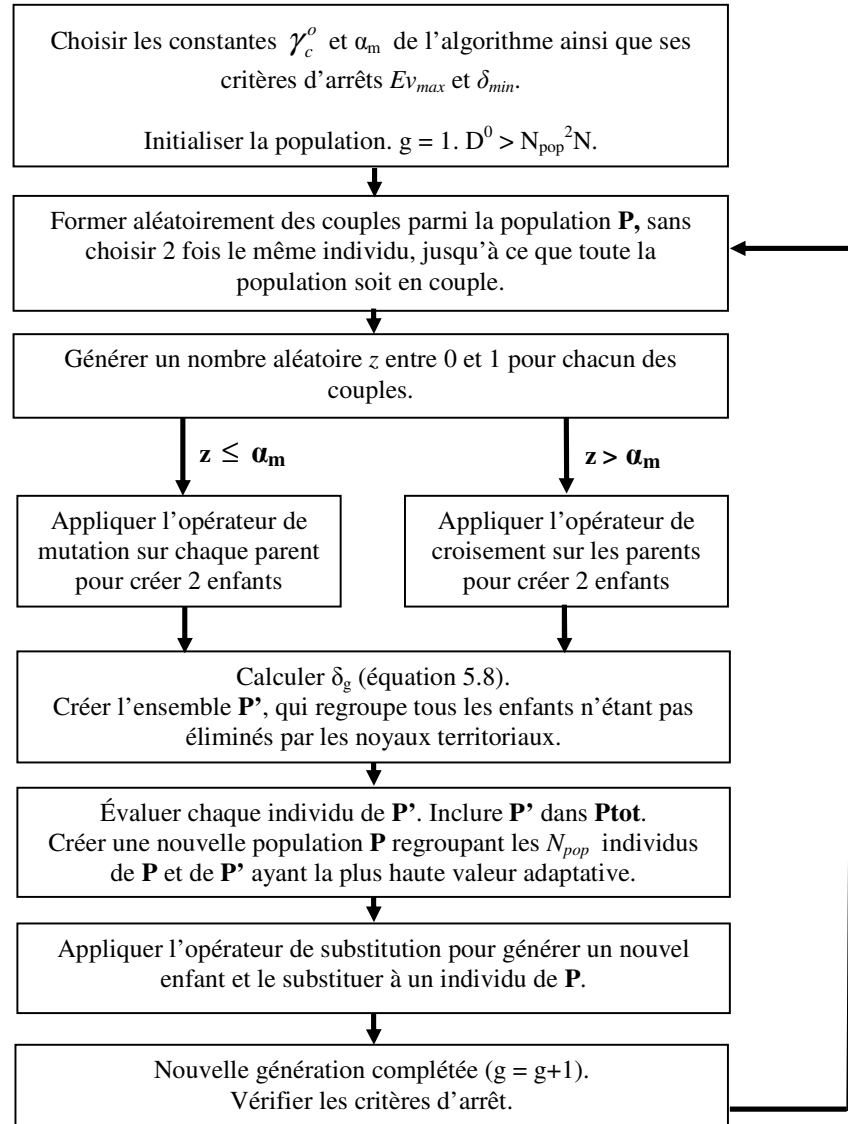 Choisir les constantes γ_c^o et α_m de l'algorithme ainsi que ses
critères d'arrêts Ev_max et δ_min.
Initialiser la population. g = 1. D^0 > N_pop^2N.
Former aléatoirement des couples parmi la population P, sans
choisir 2 fois le même individu, jusqu'à ce que toute la
population soit en couple.
Générer un nombre aléatoire z entre 0 et 1 pour chacun des
couples.
z ≤ α_m
z > α_m
Appliquer l'opérateur de
mutation sur chaque parent
pour créer 2 enfants
Appliquer l'opérateur de
croisement sur les parents
pour créer 2 enfants
Calculer δ_g (équation 5.8).
Créer l'ensemble P', qui regroupe tous les enfants n'étant pas
éliminés par les noyaux territoriaux.
Évaluer chaque individu de P'. Inclure P' dans Ptot.
Créer une nouvelle population P regroupant les N_pop individus
de P et de P' ayant la plus haute valeur adaptative.
Appliquer l'opérateur de substitution pour générer un nouvel
enfant et le substituer à un individu de P.
Nouvelle génération complétée (g = g+1).
Vérifier les critères d'arrêt.